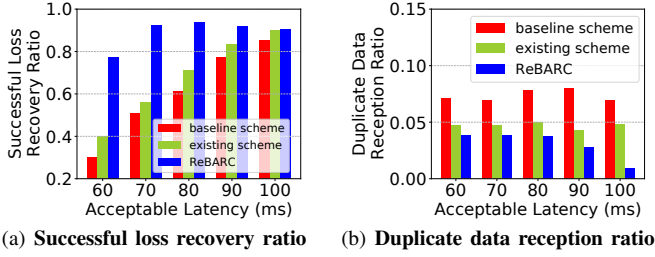 Successful Loss
Recovery Ratio
1.0
0.8
0.6
0.4
0.2
baseline scheme
existing scheme
ReBARC
60 70 80 90 100
Acceptable Latency (ms)
(a) Successful loss recovery ratio
Duplicate Data
Reception Ratio
0.15
0.10
0.05
0.00
baseline scheme
existing scheme
ReBARC
60 70 80 90 100
Acceptable Latency (ms)
(b) Duplicate data reception ratio